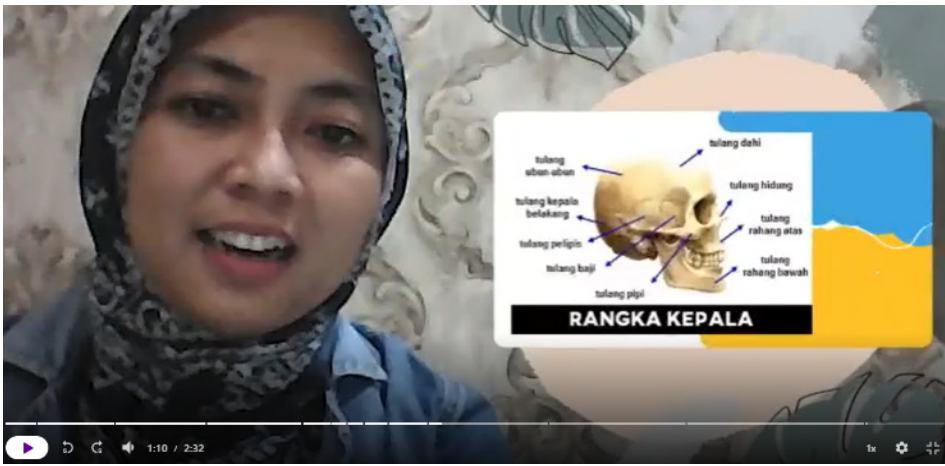 tulang dahi
tulang
ubun-ubun
tulang hidung
tulang kepala
belakang
tulang
rahang atas
tulang pelipis
tulang baji
tulang
rahang bawah
tulang pipi
RANGKA KEPALA
1:10 / 2:32
1x